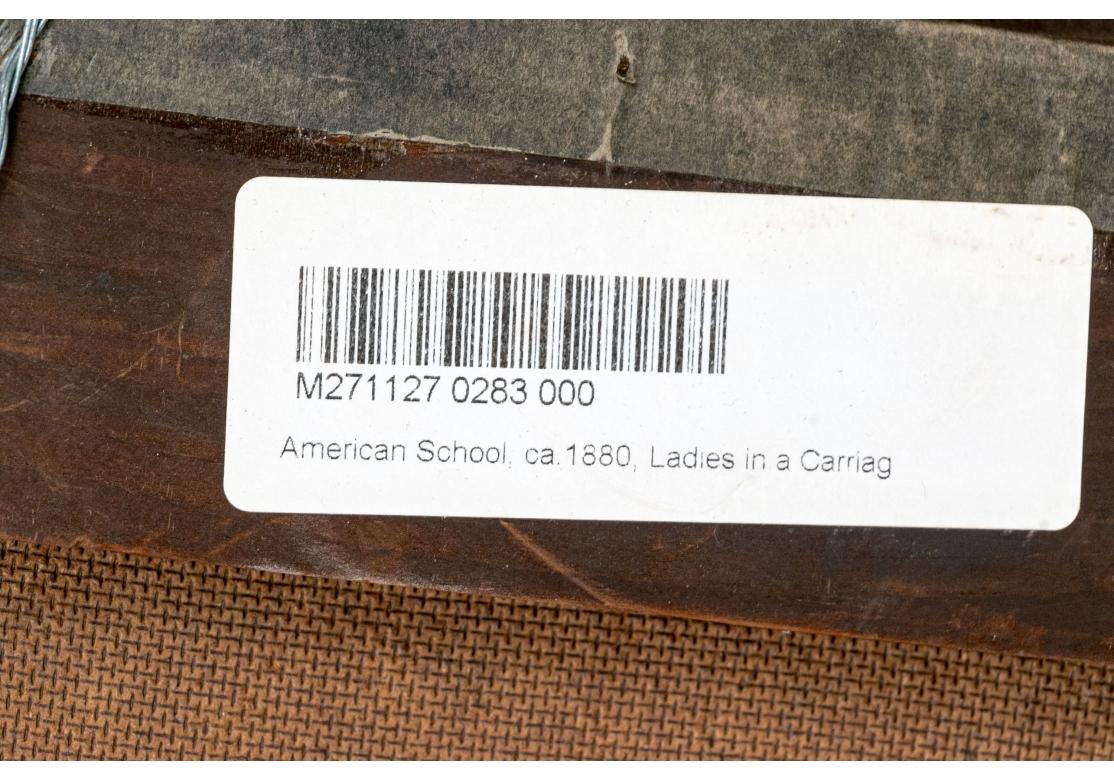 M271127 0283 000
American School, ca.1880, Ladies in a Carriag